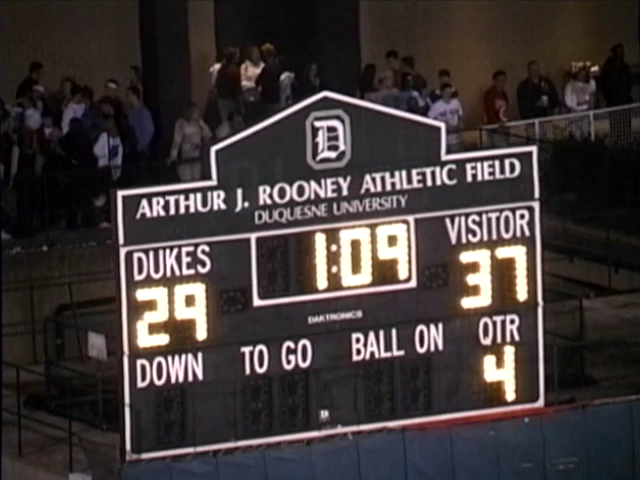 D
ARTHUR J. ROONEY ATHLETIC FIELD
DUQUESNE UNIVERSITY
DUKES 1:09 VISITOR
29 37
DAKTRONICS
DOWN TO GO BALL ON QTR
4